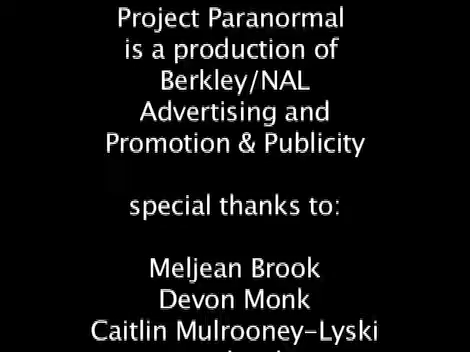 Project Paranormal
is a production of
Berkley/NAL
Advertising and
Promotion & Publicity
special thanks to:
Meljean Brook
Devon Monk
Caitlin Mulrooney-Lyski